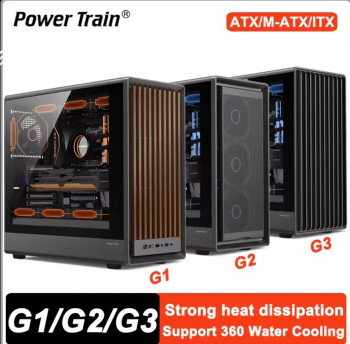 Power Train®
ATX/M-ATX/ITX
G1
G2
G3
G1/G2/G3
Strong heat dissipation
Support 360 Water Cooling